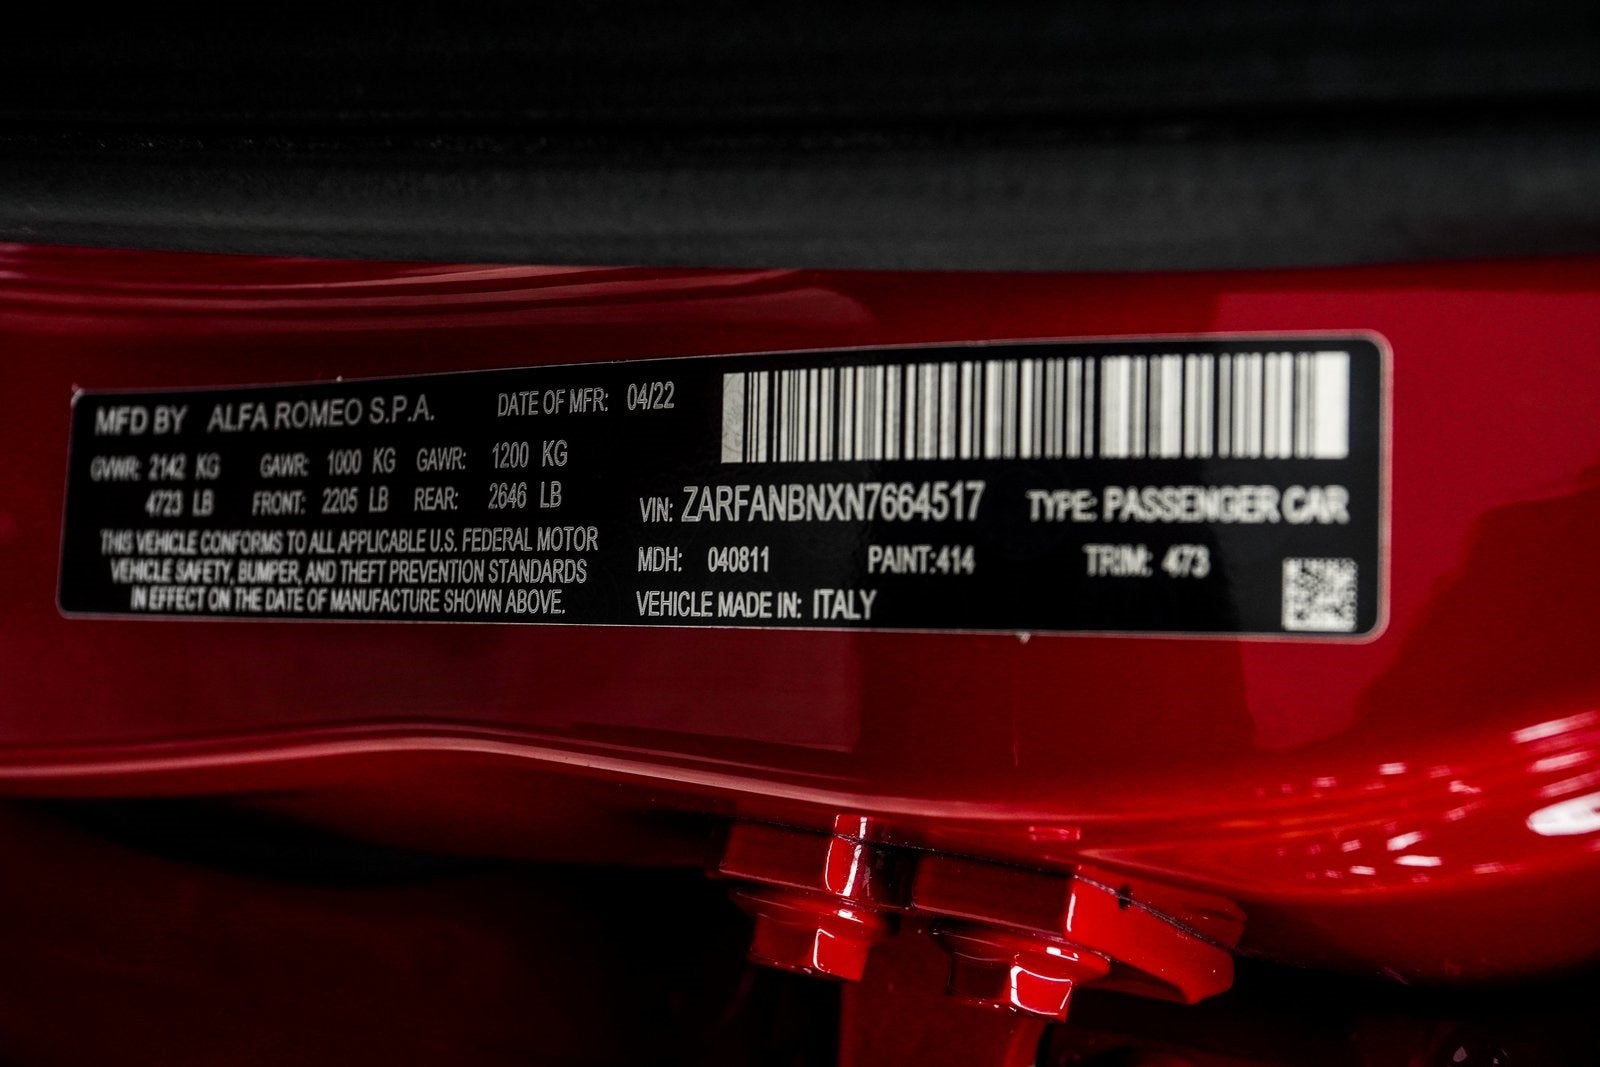 MFD BY ALFA ROMEO S.P.A. DATE OF MFR: 04/22
GVWR: 2142 KG GAWR: 1000 KG GAWR: 1200 KG
4723 LB FRONT: 2205 LB REAR: 2646 LB
THIS VEHICLE CONFORMS TO ALL APPLICABLE U.S. FEDERAL MOTOR
VEHICLE SAFETY, BUMPER, AND THEFT PREVENTION STANDARDS
IN EFFECT ON THE DATE OF MANUFACTURE SHOWN ABOVE.
VIN: ZARFANBNXN7664517 TYPE: PASSENGER CAR
MDH: 040811 PAINT:414 TRIM: 473
VEHICLE MADE IN: ITALY